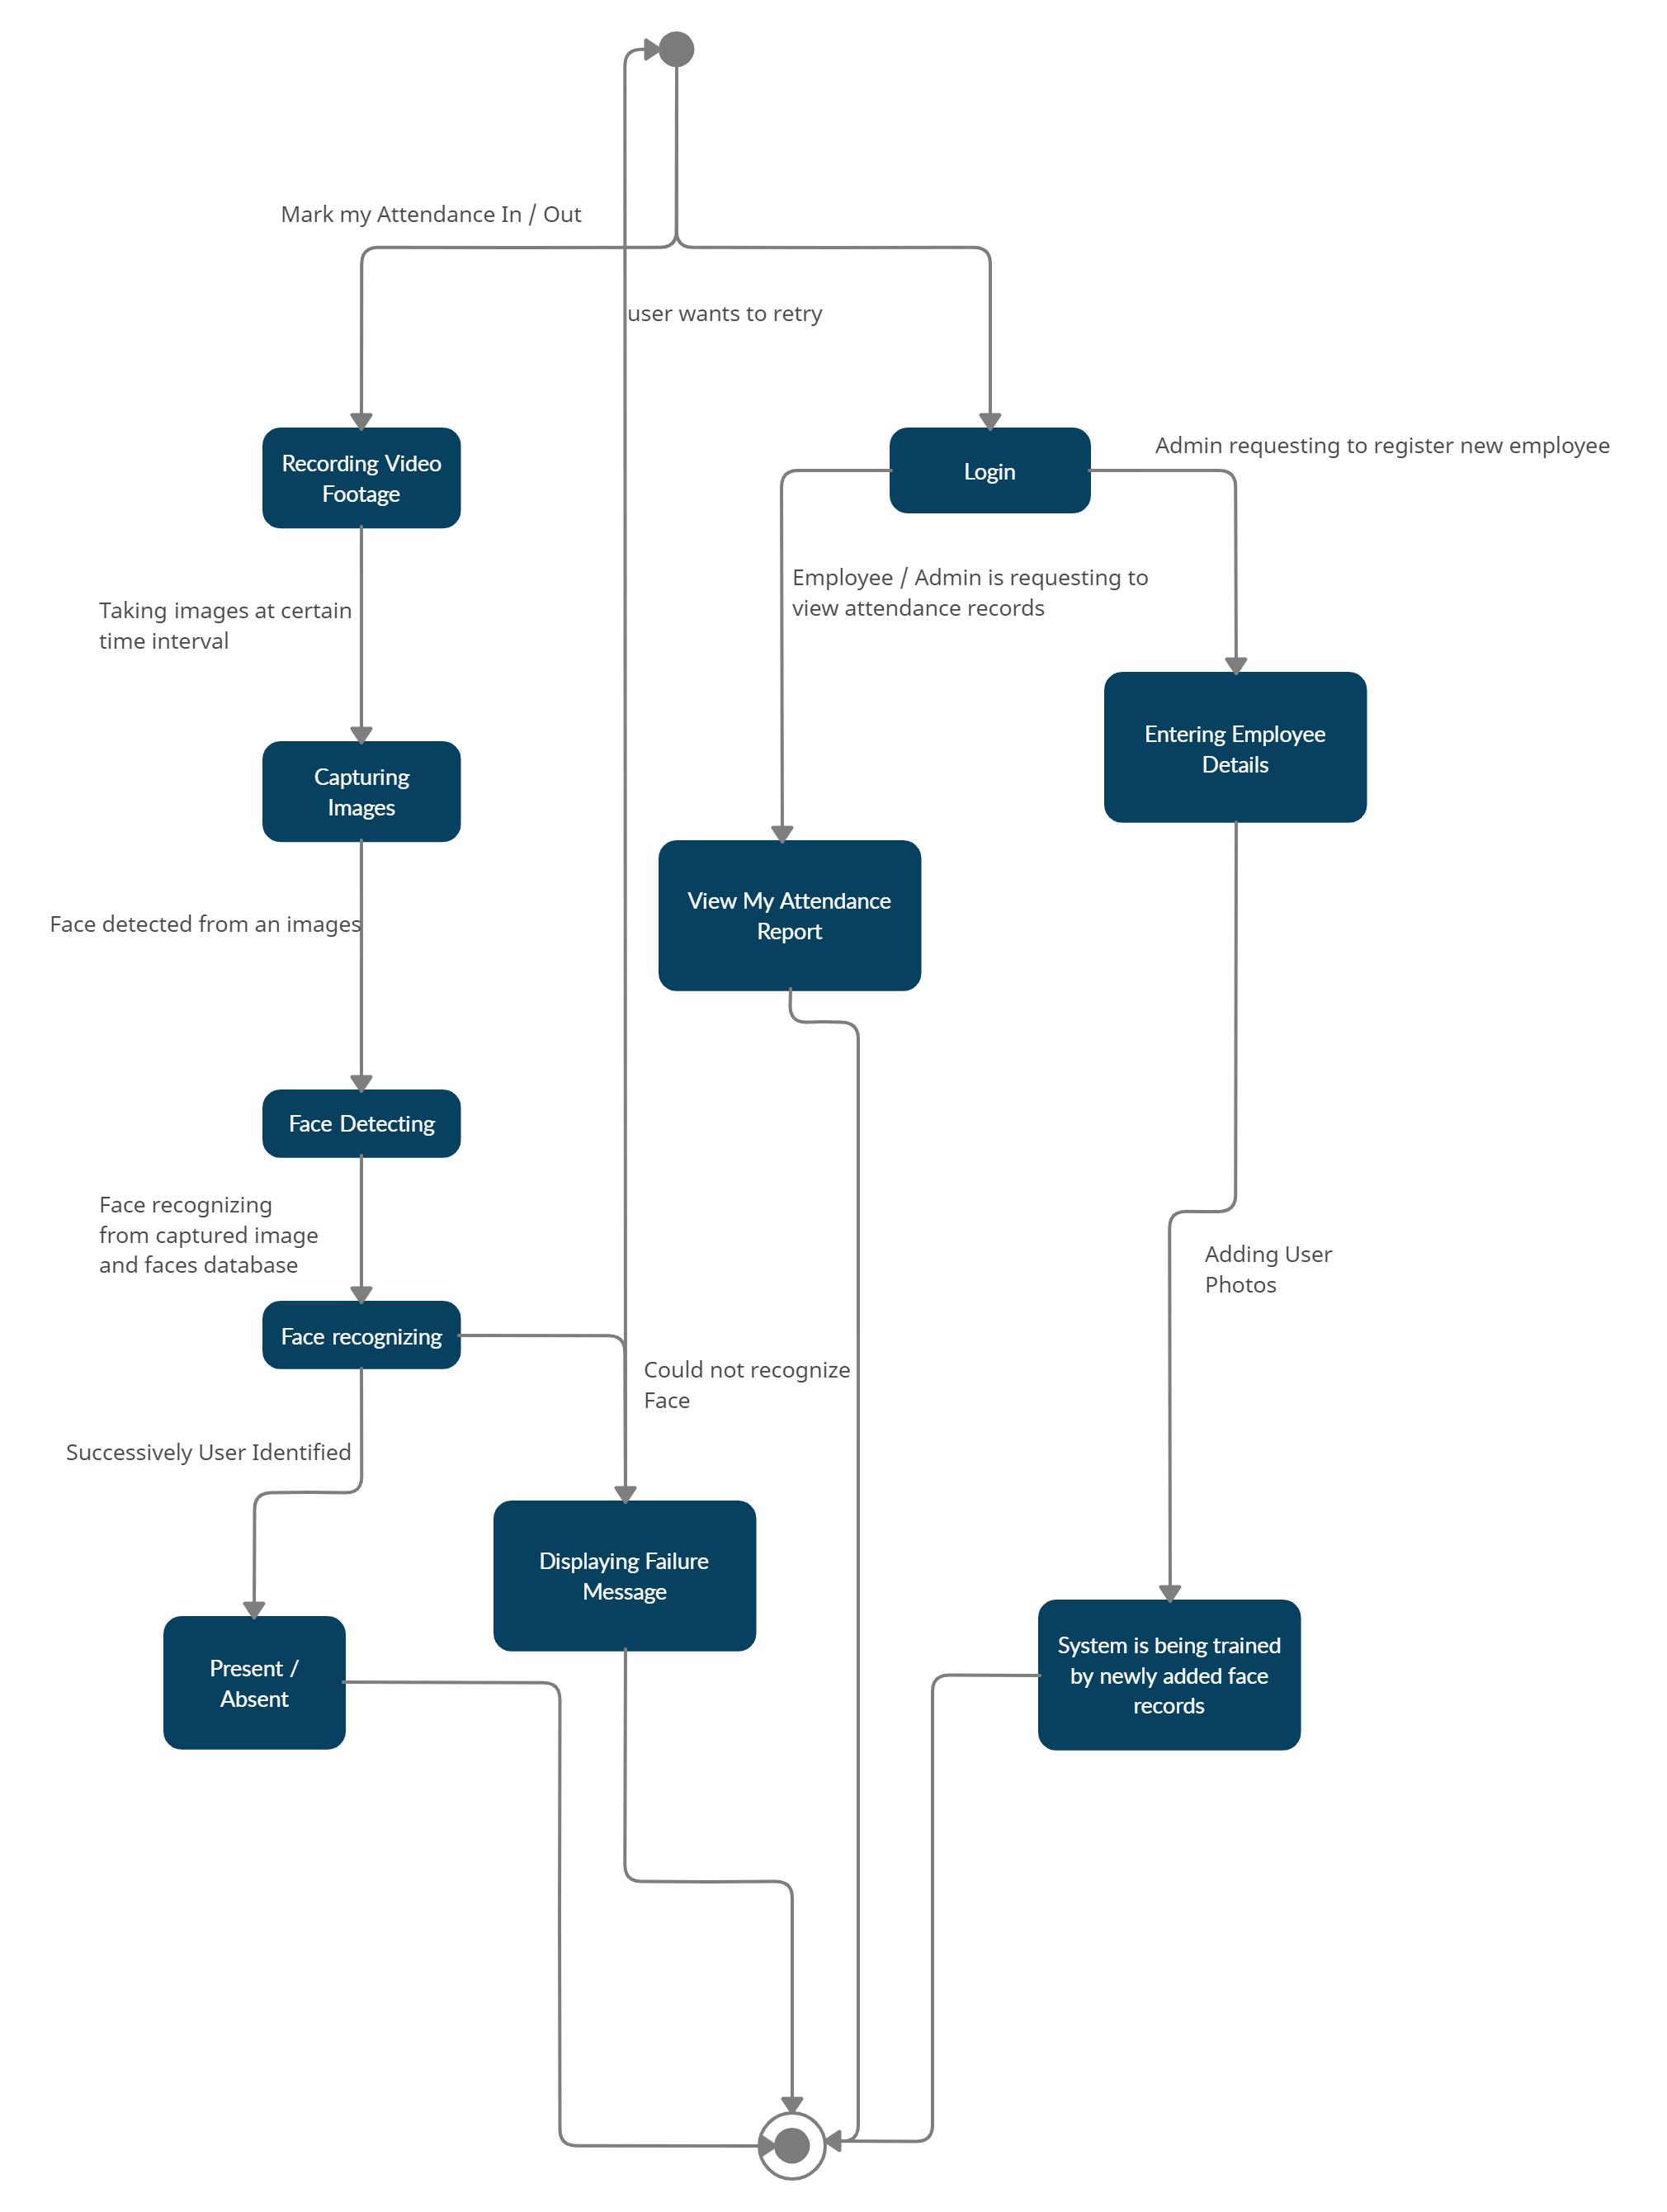 Mark my Attendance In / Out
user wants to retry
Recording Video
Footage
Login
Admin requesting to register new employee
Taking images at certain
time interval
Employee / Admin is requesting to
view attendance records
Capturing
Images
Entering Employee
Details
Face detected from an images
View My Attendance
Report
Face Detecting
Face recognizing
from captured image
and faces database
Adding User
Photos
Face recognizing
Could not recognize
Face
Successively User Identified
Displaying Failure
Message
Present /
Absent
System is being trained
by newly added face
records